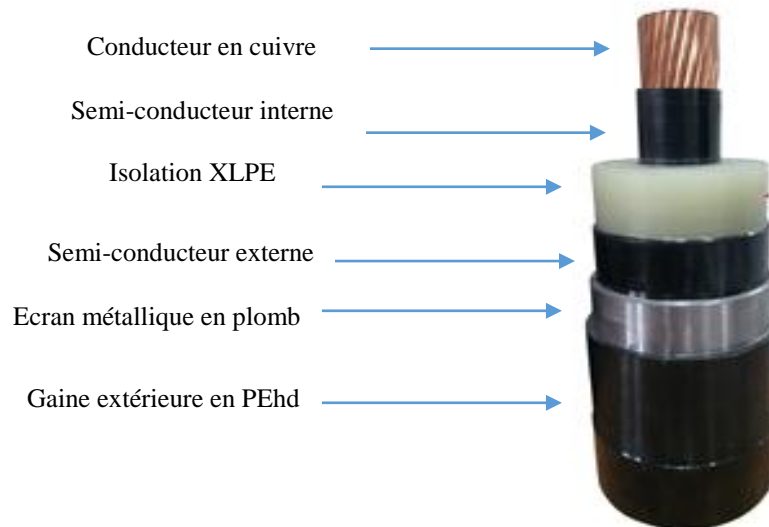 Conducteur en cuivre
Semi-conducteur interne
Isolation XLPE
Semi-conducteur externe
Ecran métallique en plomb
Gaine extérieure en PEhd